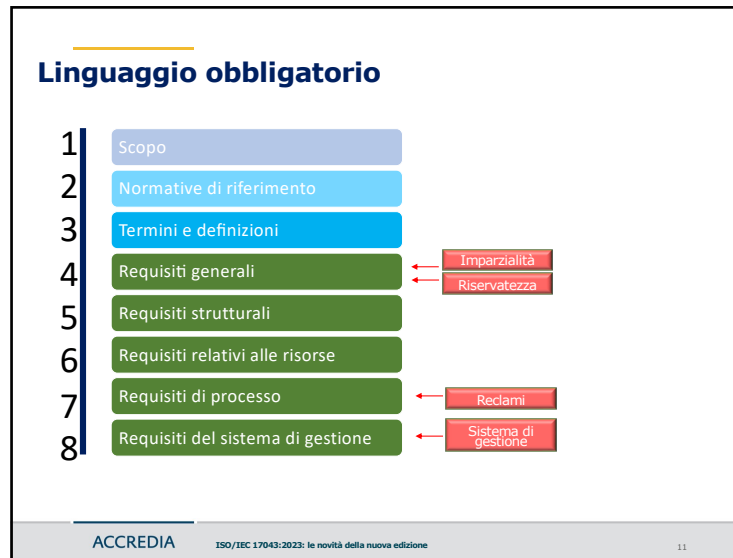 Linguaggio obbligatorio
1
Scopo
2
Normative di riferimento
3
Termini e definizioni
4
Requisiti generali
Imparzialità
Riservatezza
5
Requisiti strutturali
6
Requisiti relativi alle risorse
7
Requisiti di processo
Reclami
8
Requisiti del sistema di gestione
Sistema di
gestione
ACCREDIA
ISO/IEC 17043:2023: le novità della nuova edizione
11